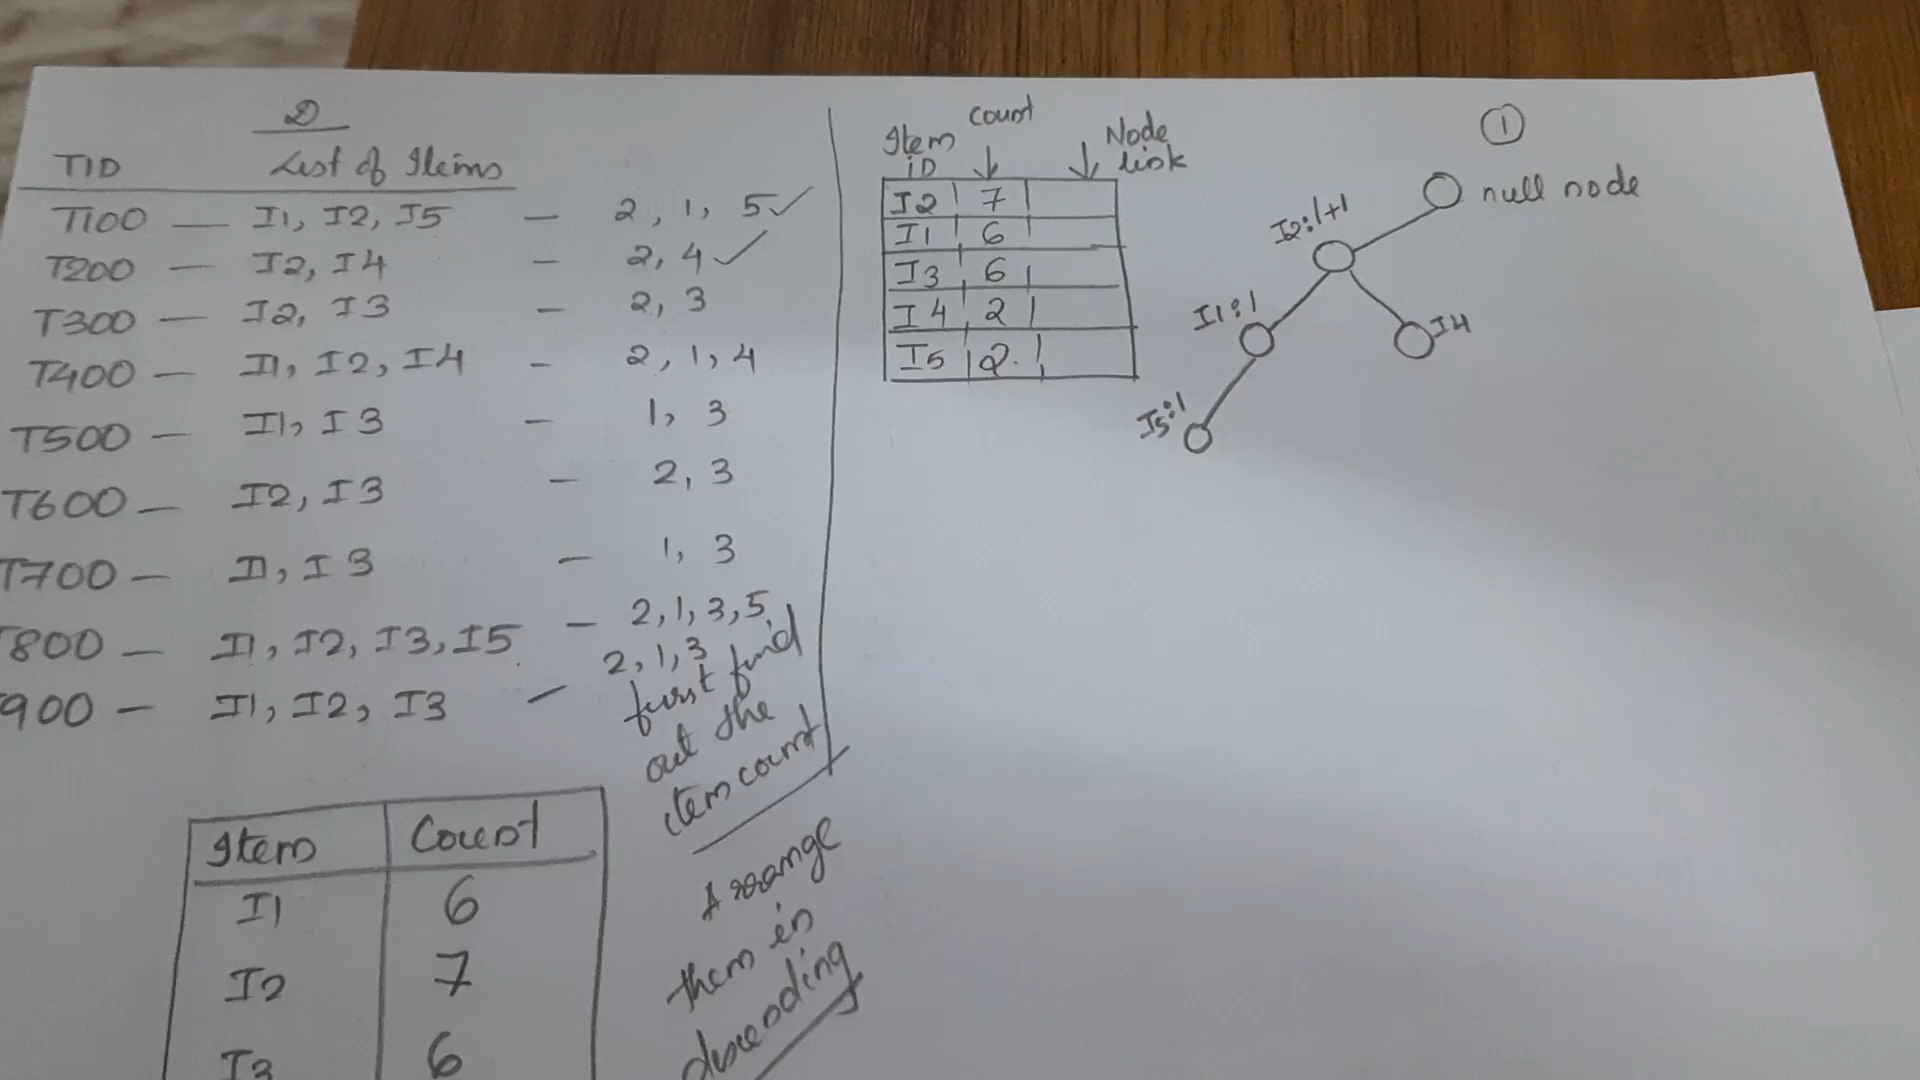 D
TID List of Items
T100 — I1, I2, I5 — 2, 1, 5 ✓
T200 — I2, I4 — 2, 4 ✓
T300 — I2, I3 — 2, 3
T400 — I1, I2, I4 — 2, 1, 4
T500 — I1, I3 — 1, 3
T600 — I2, I3 — 2, 3
T700 — I1, I3 — 1, 3
T800 — I1, I2, I3, I5 — 2, 1, 3, 5
T900 — I1, I2, I3 — 2, 1, 3
first find
out the
item count
Arrange
them in
descending
Item Count
I1 6
I2 7
I3 6
Item ID count Node link
I2 7
I1 6
I3 6
I4 2
I5 2
1
null node
I2:1+1
I1:1
I4
I5:1